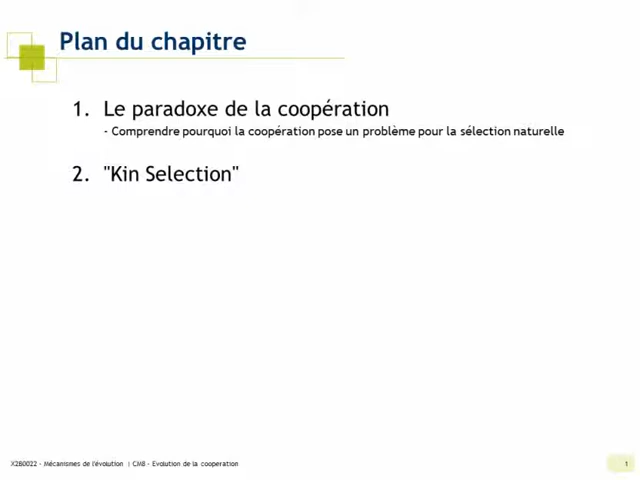 Plan du chapitre
1. Le paradoxe de la coopération
- Comprendre pourquoi la coopération pose un problème pour la sélection naturelle
2. "Kin Selection"
X2B0022 - Mécanismes de l'évolution | CM8 - Evolution de la cooperation
1